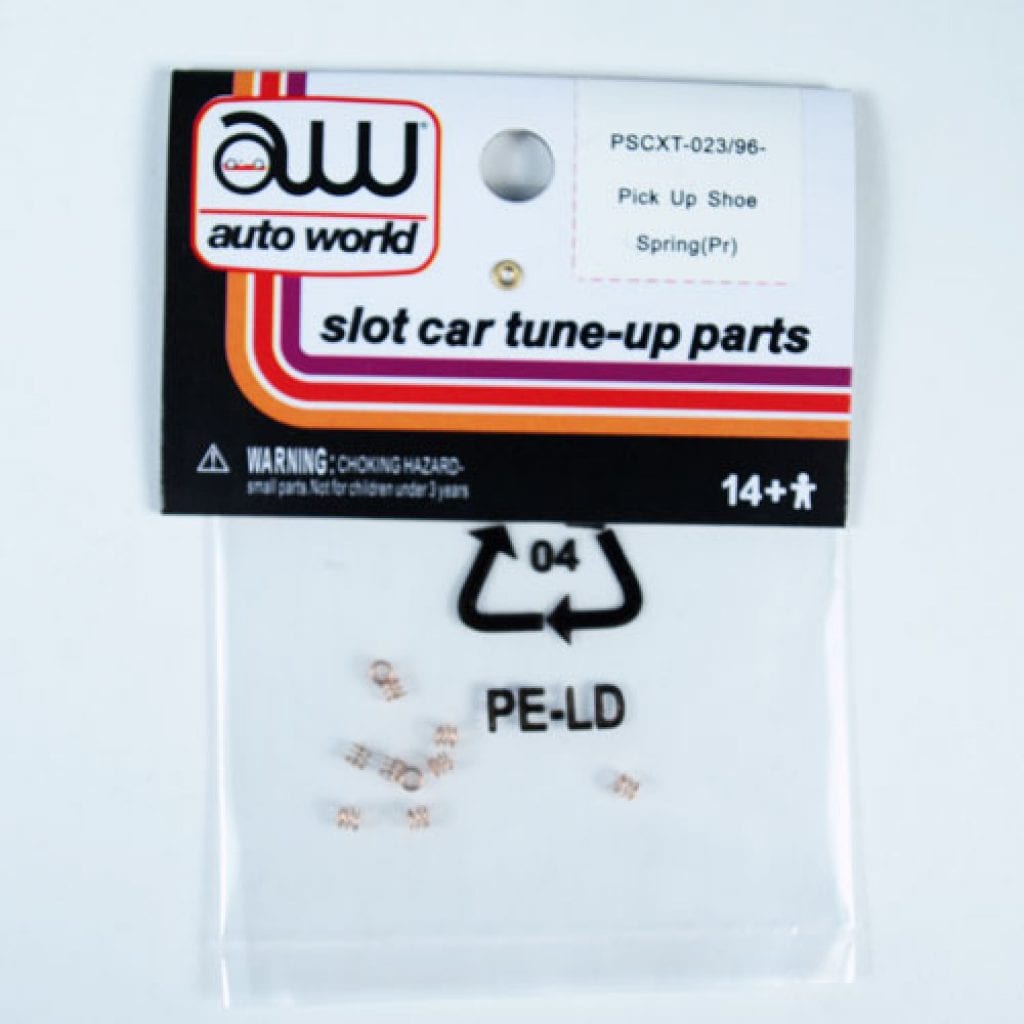 aw®
auto world
PSCXT-023/96-
Pick Up Shoe
Spring(Pr)
slot car tune-up parts
WARNING: CHOKING HAZARD-
small parts.Not for children under 3 years
14+
04
PE-LD